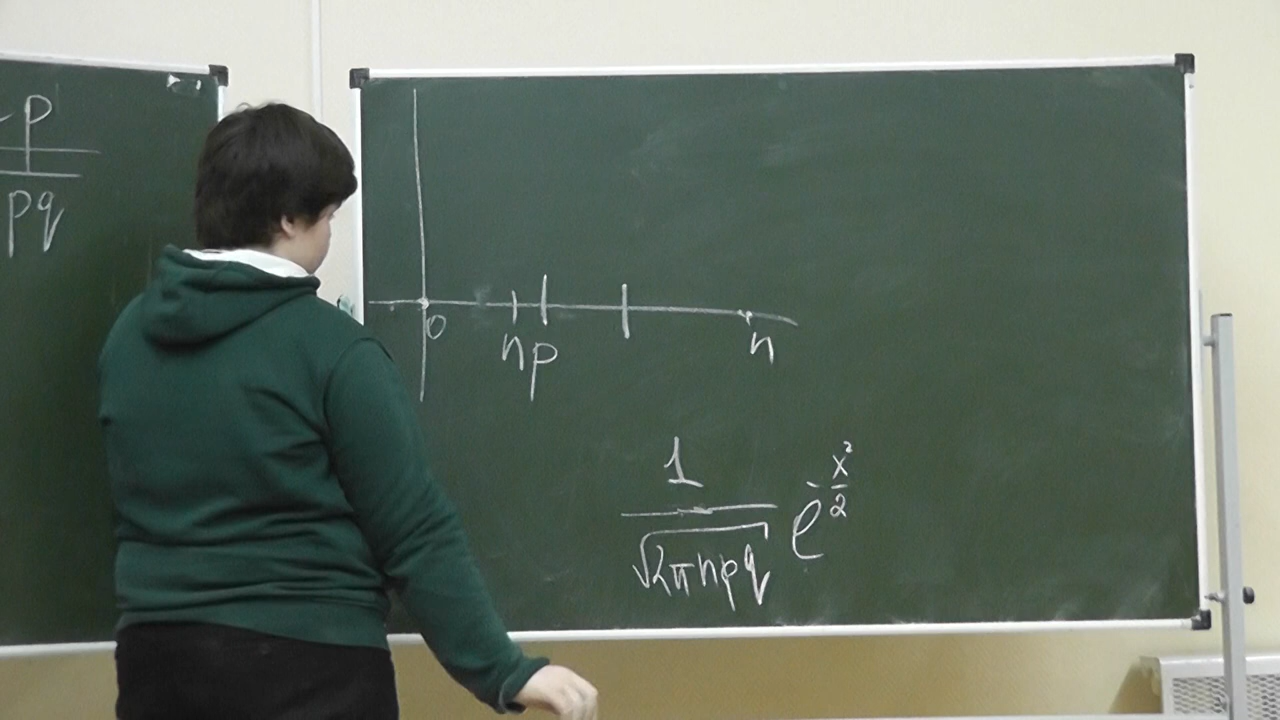 - p
pq
0
np
n
1
√2πnpq e^-x²/2